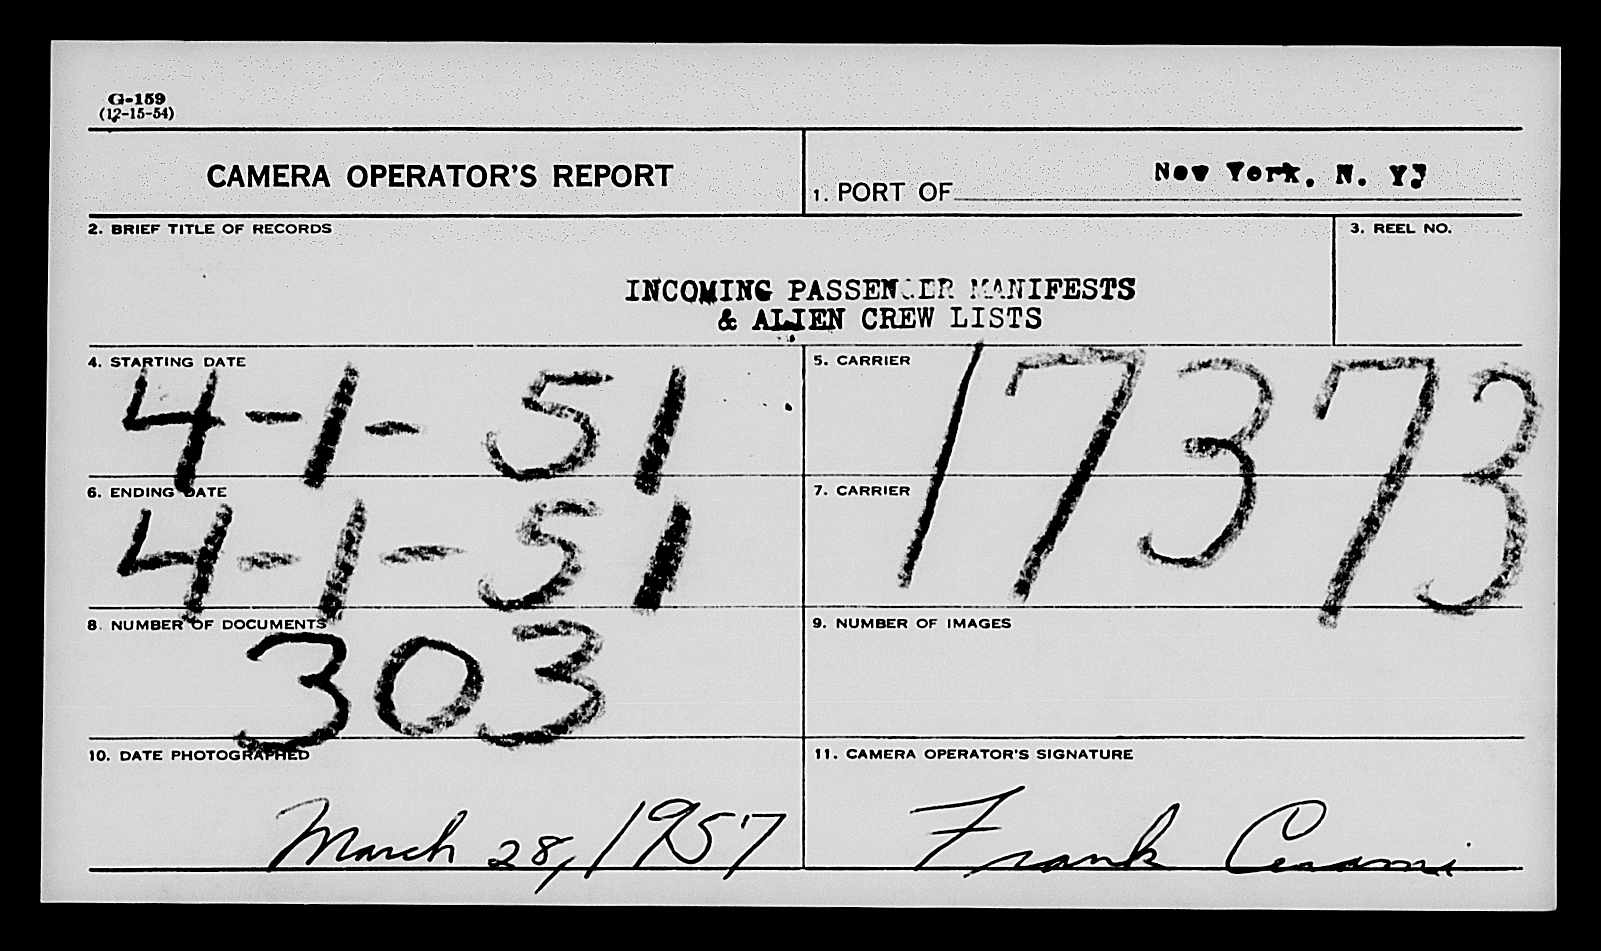 G-159
(12-15-54)
CAMERA OPERATOR'S REPORT
1. PORT OF New York, N. Y.
2. BRIEF TITLE OF RECORDS
3. REEL NO.
INCOMING PASSENGER MANIFESTS
& ALIEN CREW LISTS
4. STARTING DATE
4-1-51
5. CARRIER
17373
6. ENDING DATE
4-1-51
7. CARRIER
8. NUMBER OF DOCUMENTS
303
9. NUMBER OF IMAGES
10. DATE PHOTOGRAPHED
March 28, 1957
11. CAMERA OPERATOR'S SIGNATURE
Frank